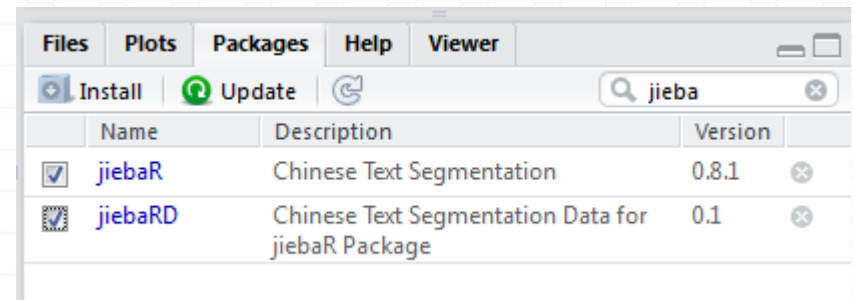 Files Plots Packages Help Viewer
Install Update jieba
Name Description Version
jiebaR Chinese Text Segmentation 0.8.1
jiebaRD Chinese Text Segmentation Data for 0.1
jiebaR Package